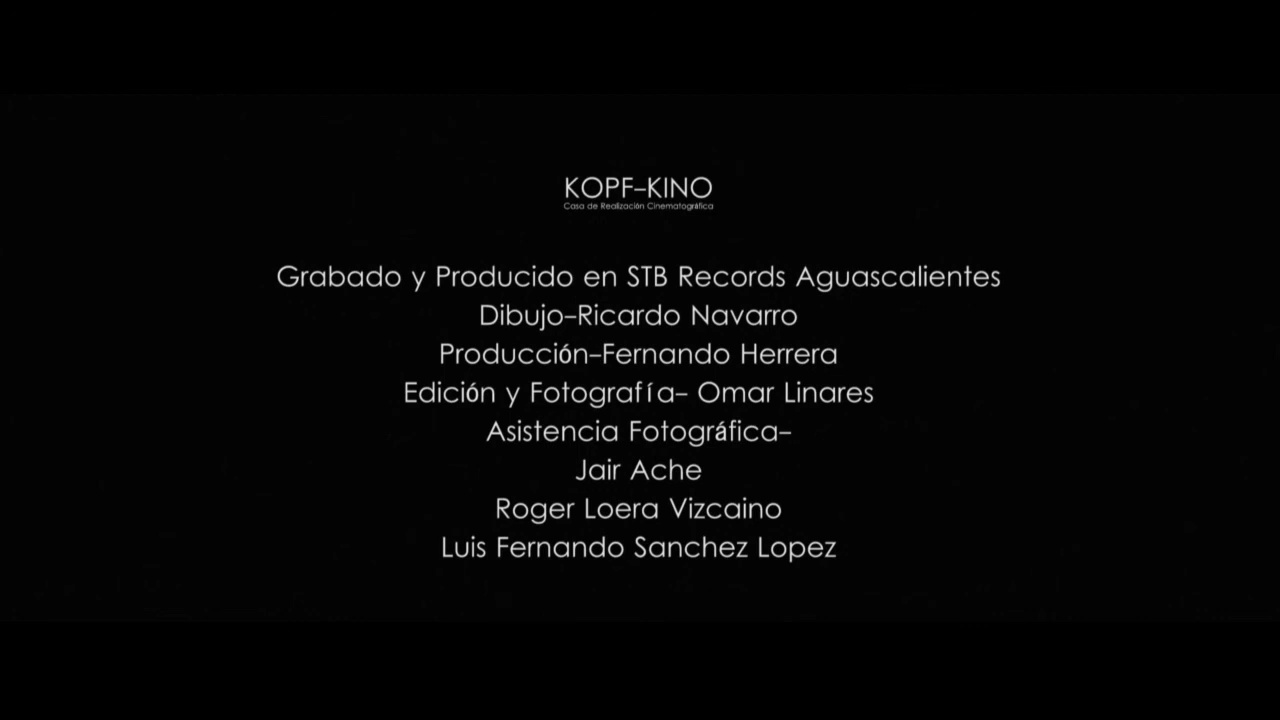 KOPF-KINO
Casa de Realización Cinematográfica
Grabado y Producido en STB Records Aguascalientes
Dibujo-Ricardo Navarro
Producción-Fernando Herrera
Edición y Fotografía- Omar Linares
Asistencia Fotográfica-
Jair Ache
Roger Loera Vizcaino
Luis Fernando Sanchez Lopez